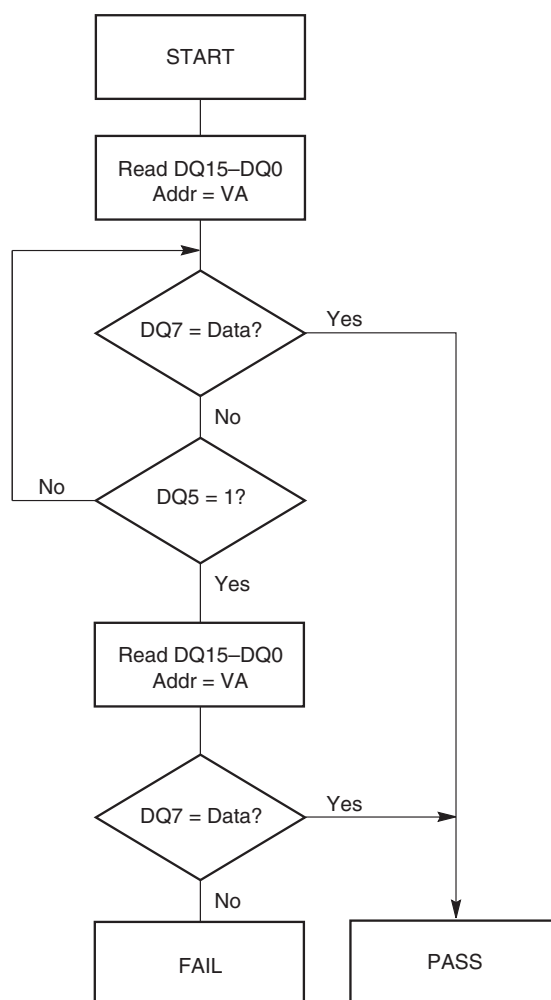 START
Read DQ15–DQ0
Addr = VA
DQ7 = Data?
Yes
No
No
DQ5 = 1?
Yes
Read DQ15–DQ0
Addr = VA
DQ7 = Data?
Yes
No
FAIL
PASS